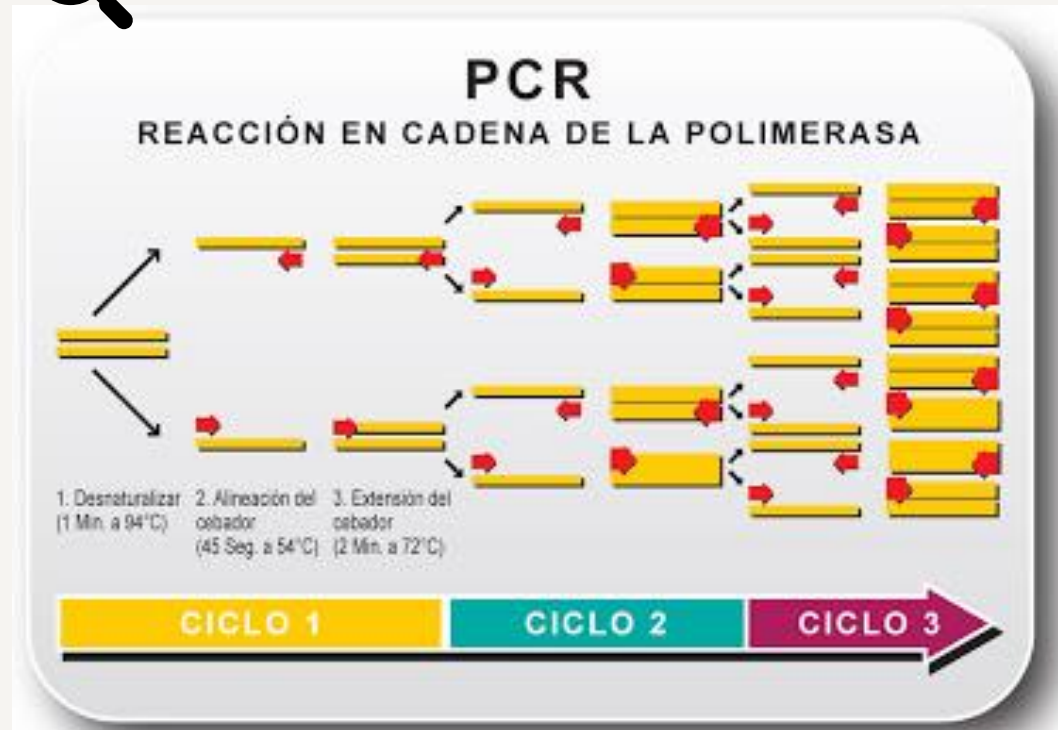 PCR
REACCIÓN EN CADENA DE LA POLIMERASA
1. Desnaturalizar
(1 Min. a 94°C)
2. Alineación del
cebador
(45 Seg. a 54°C)
3. Extensión del
cebador
(2 Min. a 72°C)
CICLO 1
CICLO 2
CICLO 3